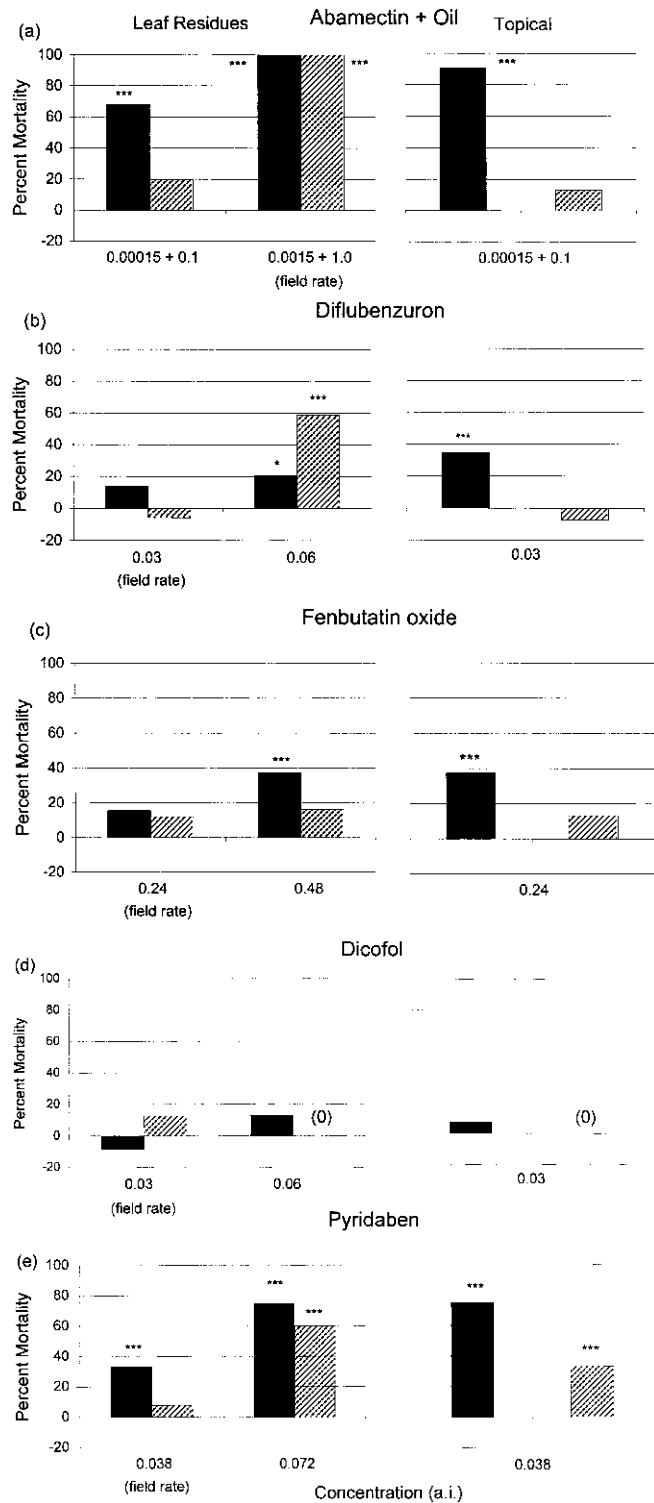 (a)
Leaf Residues
Abamectin + Oil
Topical
Percent Mortality
100
80
60
40
20
0
-20
***
***
***
***
0.00015 + 0.1
0.0015 + 1.0
0.00015 + 0.1
(field rate)
(b)
Diflubenzuron
Percent Mortality
100
80
60
40
20
0
-20
*
***
***
0.03
0.06
0.03
(field rate)
(c)
Fenbutatin oxide
Percent Mortality
100
80
60
40
20
0
-20
***
***
0.24
0.48
0.24
(field rate)
(d)
Dicofol
Percent Mortality
100
80
60
40
20
0
-20
(0)
(0)
0.03
0.06
0.03
(field rate)
Pyridaben
(e)
Percent Mortality
100
80
60
40
20
0
-20
***
***
***
***
***
0.038
0.072
0.038
(field rate)
Concentration (a.i.)